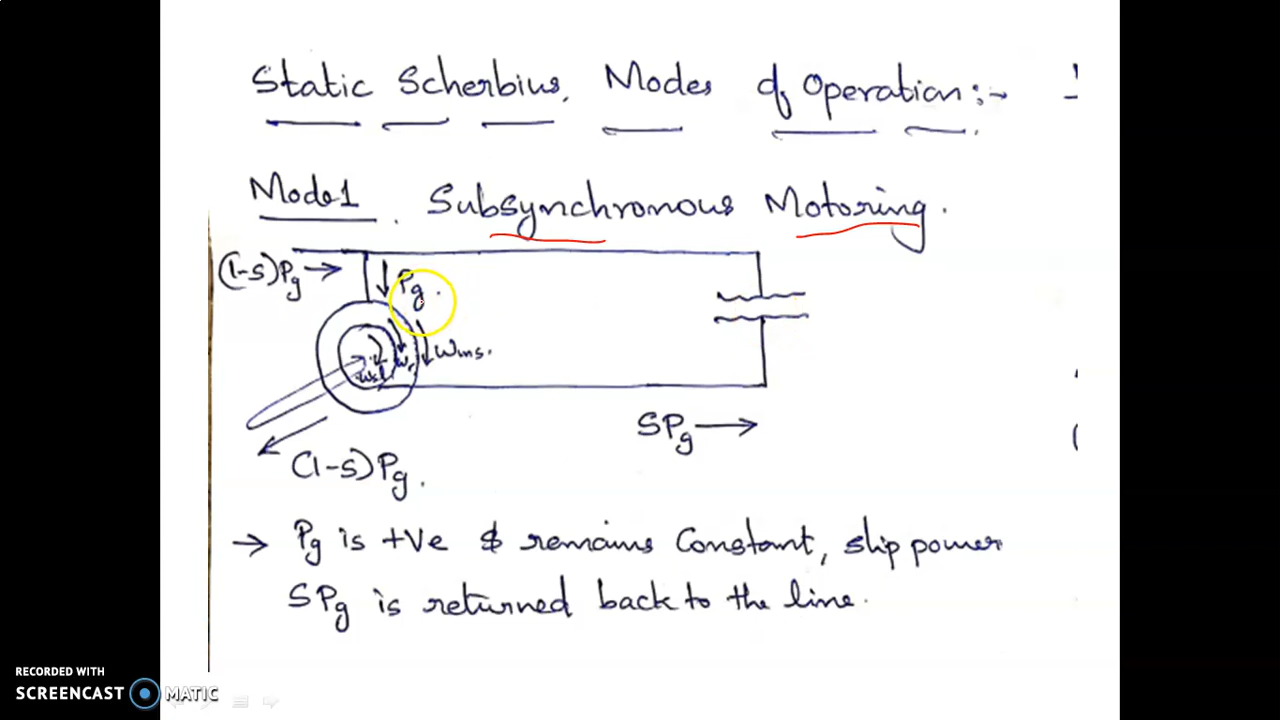 Static Scherbius, Modes of Operation:-
Mode1. Subsynchronous Motoring.
(1-S)Pg →
Pg.
Wms.
SPg →
(1-S)Pg.
→ Pg is +Ve & remains Constant, slip power
SPg is returned back to the line.
RECORDED WITH
SCREENCAST MATIC